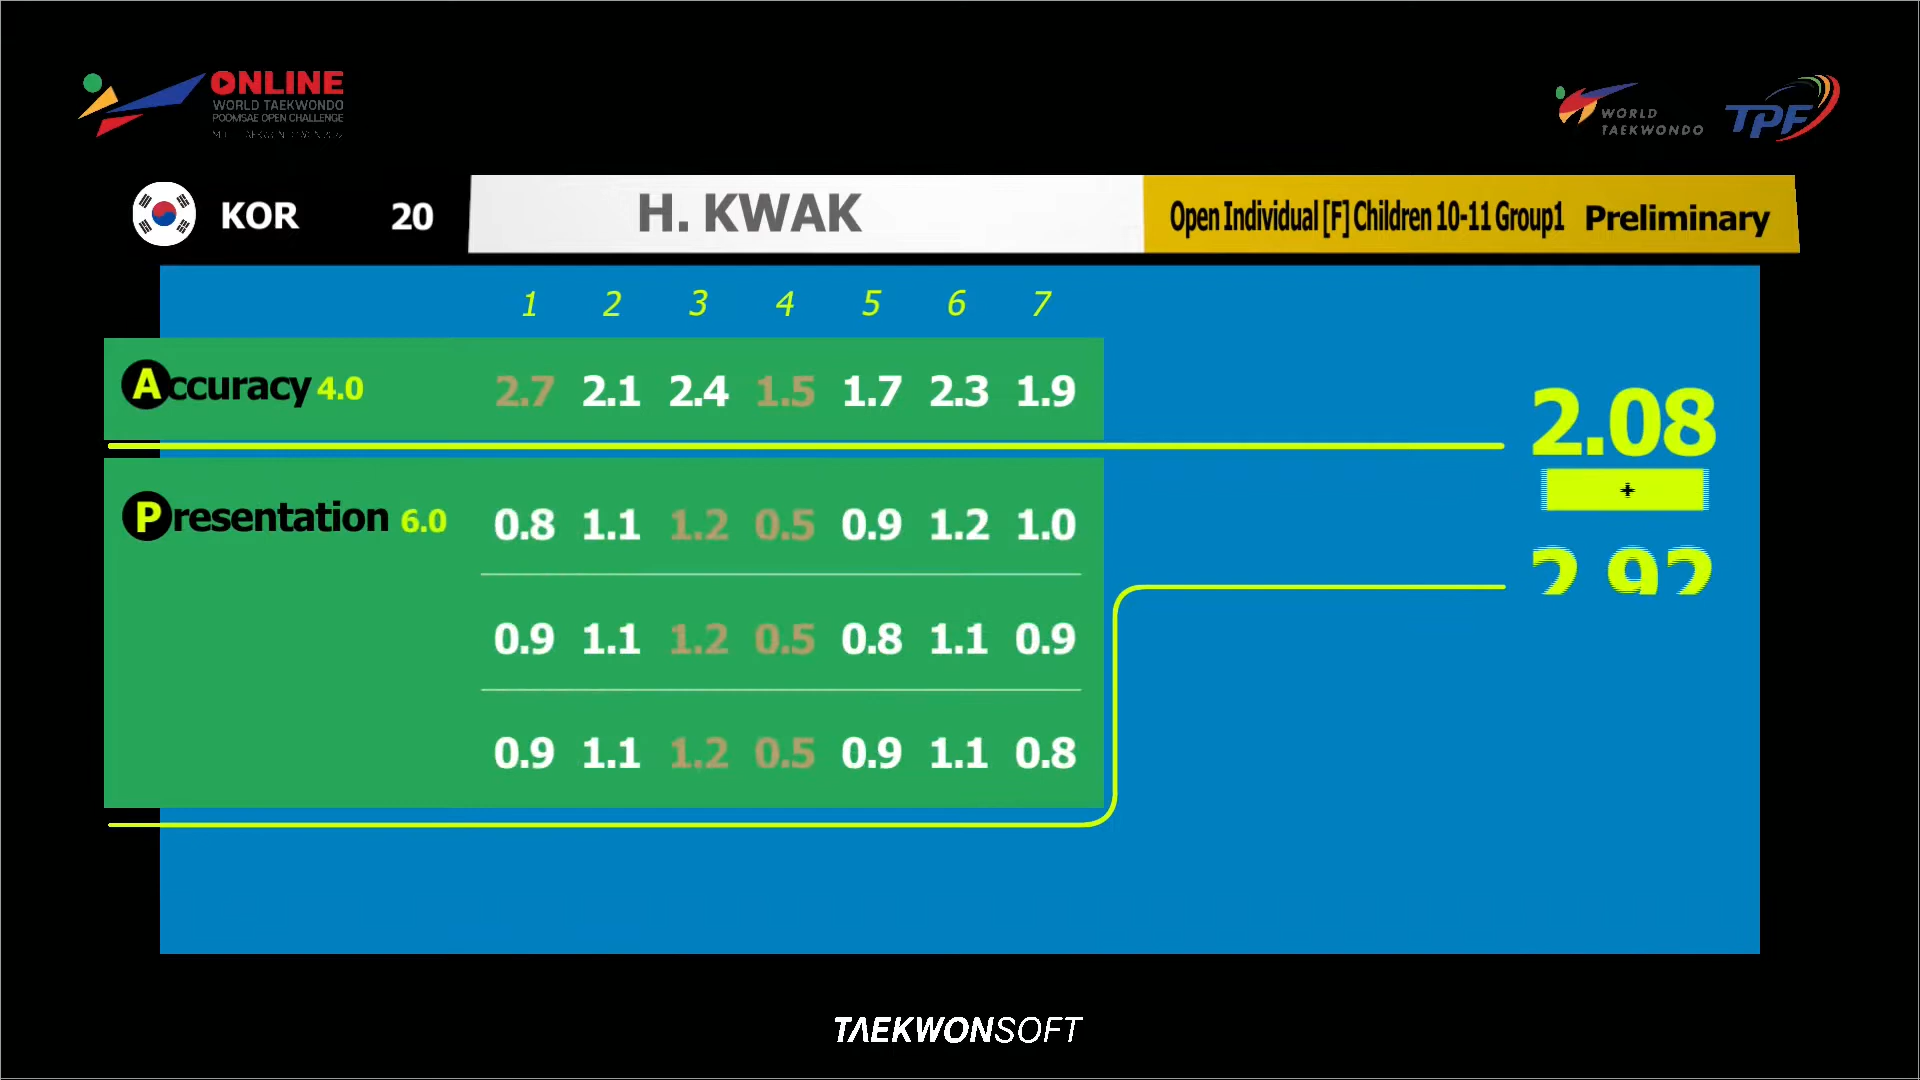 ONLINE
WORLD TAEKWONDO
POOMSAE OPEN CHALLENGE
WORLD
TAEKWONDO
TPF
KOR 20 H. KWAK Open Individual [F] Children 10-11 Group1 Preliminary
1 2 3 4 5 6 7
Accuracy 4.0 2.7 2.1 2.4 1.5 1.7 2.3 1.9
2.08
+
Presentation 6.0 0.8 1.1 1.2 0.5 0.9 1.2 1.0
2.92
0.9 1.1 1.2 0.5 0.8 1.1 0.9
0.9 1.1 1.2 0.5 0.9 1.1 0.8
TAEKWONSOFT